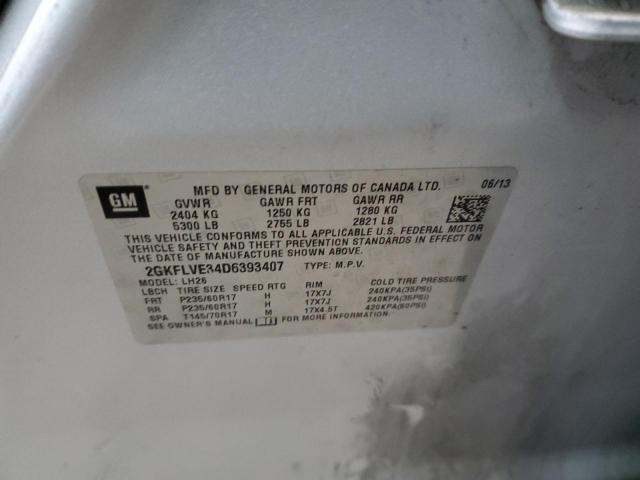 GM
MFD BY GENERAL MOTORS OF CANADA LTD. 06/13
GVWR GAWR FRT GAWR RR
2404 KG 1250 KG 1280 KG
5300 LB 2755 LB 2821 LB
THIS VEHICLE CONFORMS TO ALL APPLICABLE U.S. FEDERAL MOTOR
VEHICLE SAFETY AND THEFT PREVENTION STANDARDS IN EFFECT ON
THE DATE OF MANUFACTURE SHOWN ABOVE.
2GKFLVE34D6393407 TYPE: M.P.V.
MODEL: LH26
LBCH TIRE SIZE SPEED RTG RIM COLD TIRE PRESSURE
FRT P235/60R17 H 17X7J 240KPA(35PSI)
RR P235/60R17 H 17X7J 240KPA(35PSI)
SPA T145/70R17 M 17X4.5T 420KPA(60PSI)
SEE OWNER'S MANUAL FOR MORE INFORMATION.